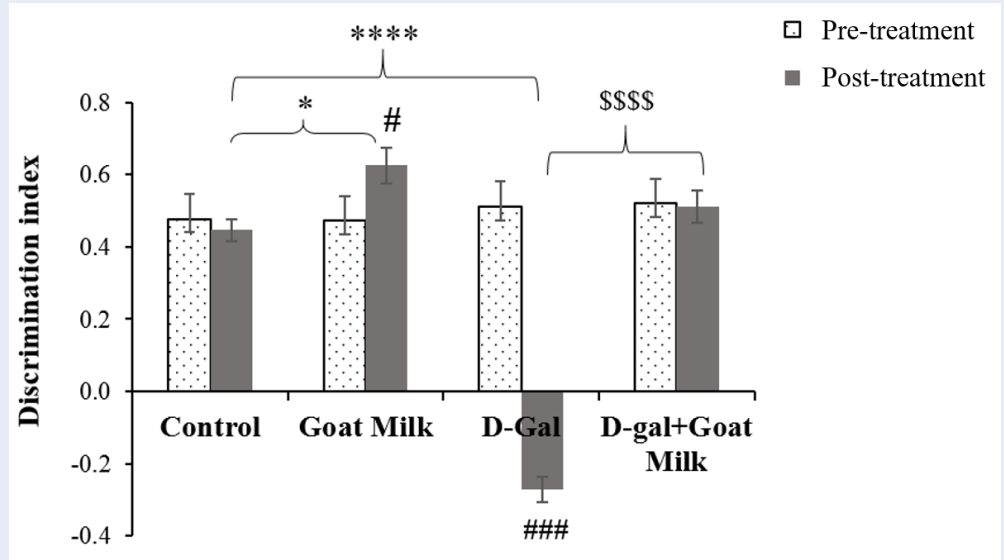 ****
Pre-treatment
Post-treatment
*
#
$$$$
0.8
0.6
0.4
0.2
0.0
-0.2
-0.4
Discrimination index
Control
Goat Milk
D-Gal
D-gal+Goat
Milk
###